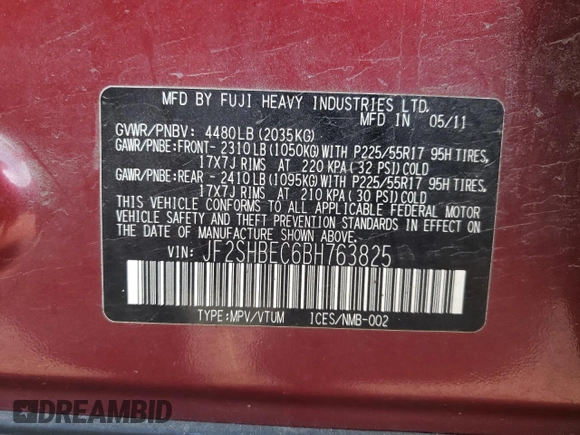 MFD BY FUJI HEAVY INDUSTRIES LTD.
MFD IN 05/11
GVWR/PNBV: 4480LB(2035KG)
GAWR/PNBE:FRONT- 2310LB(1050KG)WITH P225/55R17 95H TIRES,
17X7J RIMS AT 220 KPA(32 PSI)COLD
GAWR/PNBE:REAR - 2410LB(1095KG)WITH P225/55R17 95H TIRES,
17X7J RIMS AT 210 KPA(30 PSI)COLD
THIS VEHICLE CONFORMS TO ALL APPLICABLE FEDERAL MOTOR
VEHICLE SAFETY AND THEFT PREVENTION STANDARDS IN EFFECT ON
THE DATE OF MANUFACTURE SHOWN ABOVE.
VIN: JF2SHBEC6BH763825
TYPE:MPV/VTUM ICES/NMB-002
DREAMBID